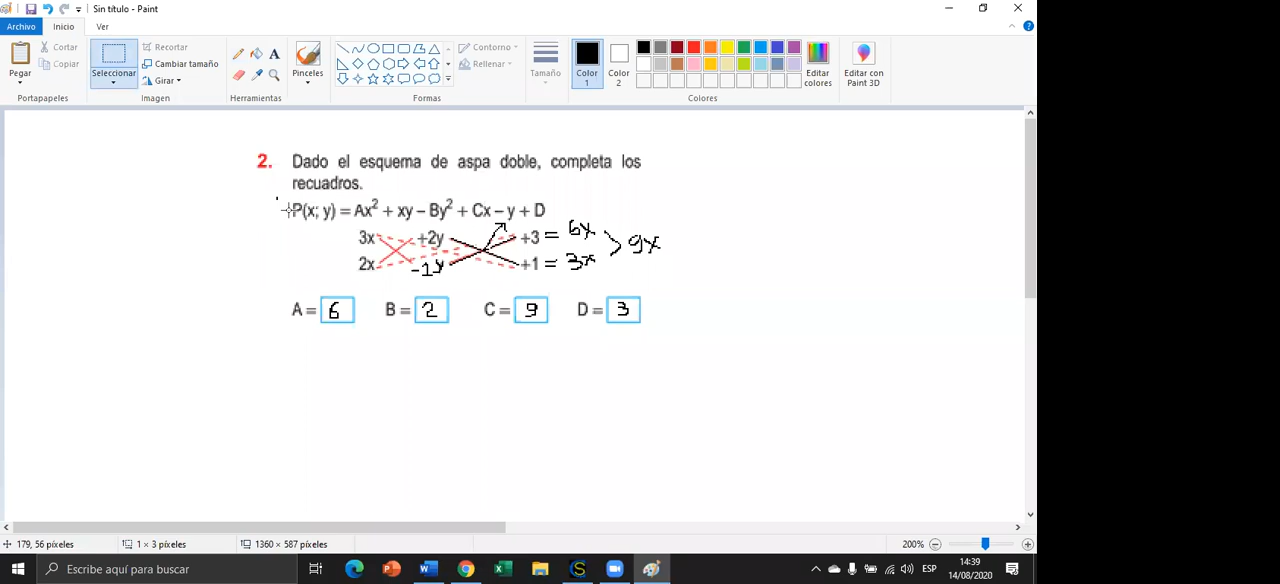 Sin título - Paint
Archivo Inicio Ver
Pegar Cortar Copiar Portapapeles
Seleccionar Recortar Cambiar tamaño Girar Imagen
Herramientas
Pinceles
Contorno Rellenar Formas
Tamaño
Color 1 Color 2 Editar colores Colores
Editar con Paint 3D
2. Dado el esquema de aspa doble, completa los
recuadros.
P(x; y) = Ax² + xy – By² + Cx – y + D
3x +2y +3 = 6x
9x
2x -1y +1 = 3x
A = 6 B = 2 C = 9 D = 3
179, 56 píxeles 1 × 3 píxeles 1360 × 587 píxeles 200%
Escribe aquí para buscar ESP 14:39
14/08/2020